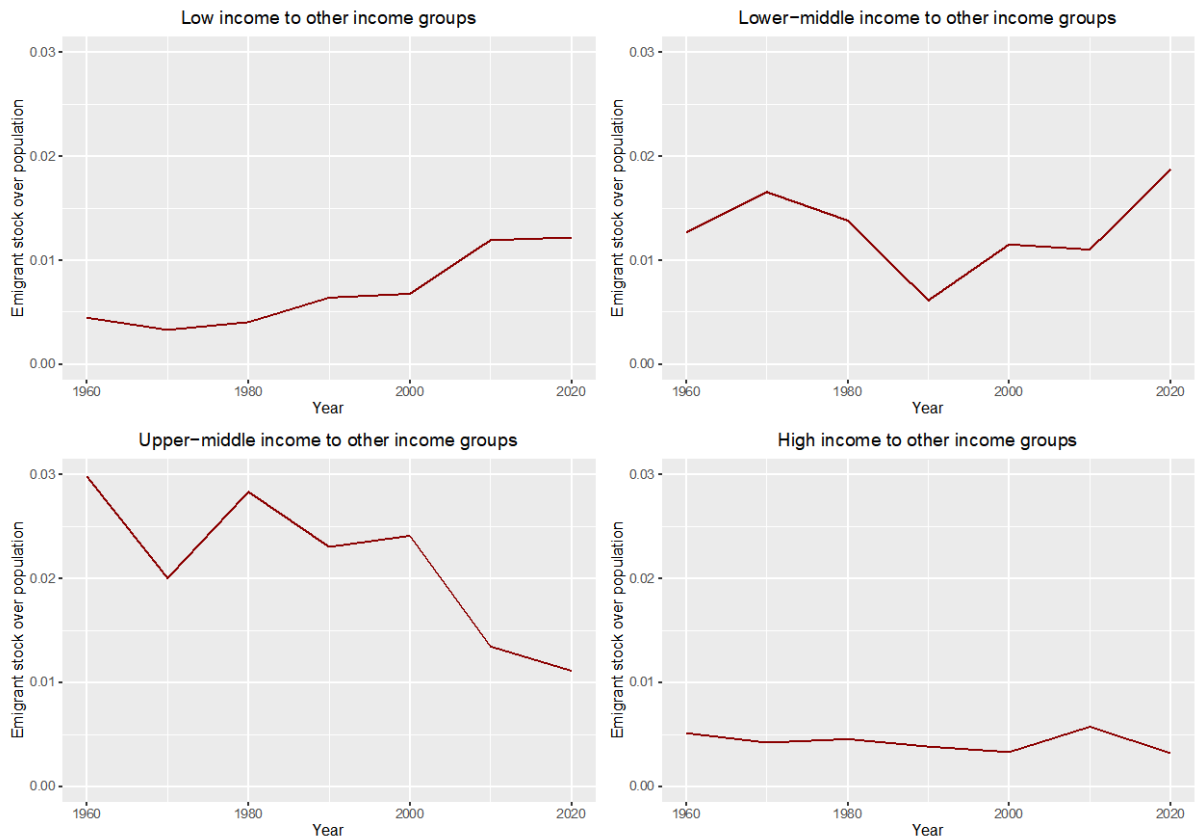 Low income to other income groups
Emigrant stock over population
0.03
0.02
0.01
0.00
1960
1980
2000
2020
Year
Lower−middle income to other income groups
Emigrant stock over population
0.03
0.02
0.01
0.00
1960
1980
2000
2020
Year
Upper−middle income to other income groups
Emigrant stock over population
0.03
0.02
0.01
0.00
1960
1980
2000
2020
Year
High income to other income groups
Emigrant stock over population
0.03
0.02
0.01
0.00
1960
1980
2000
2020
Year